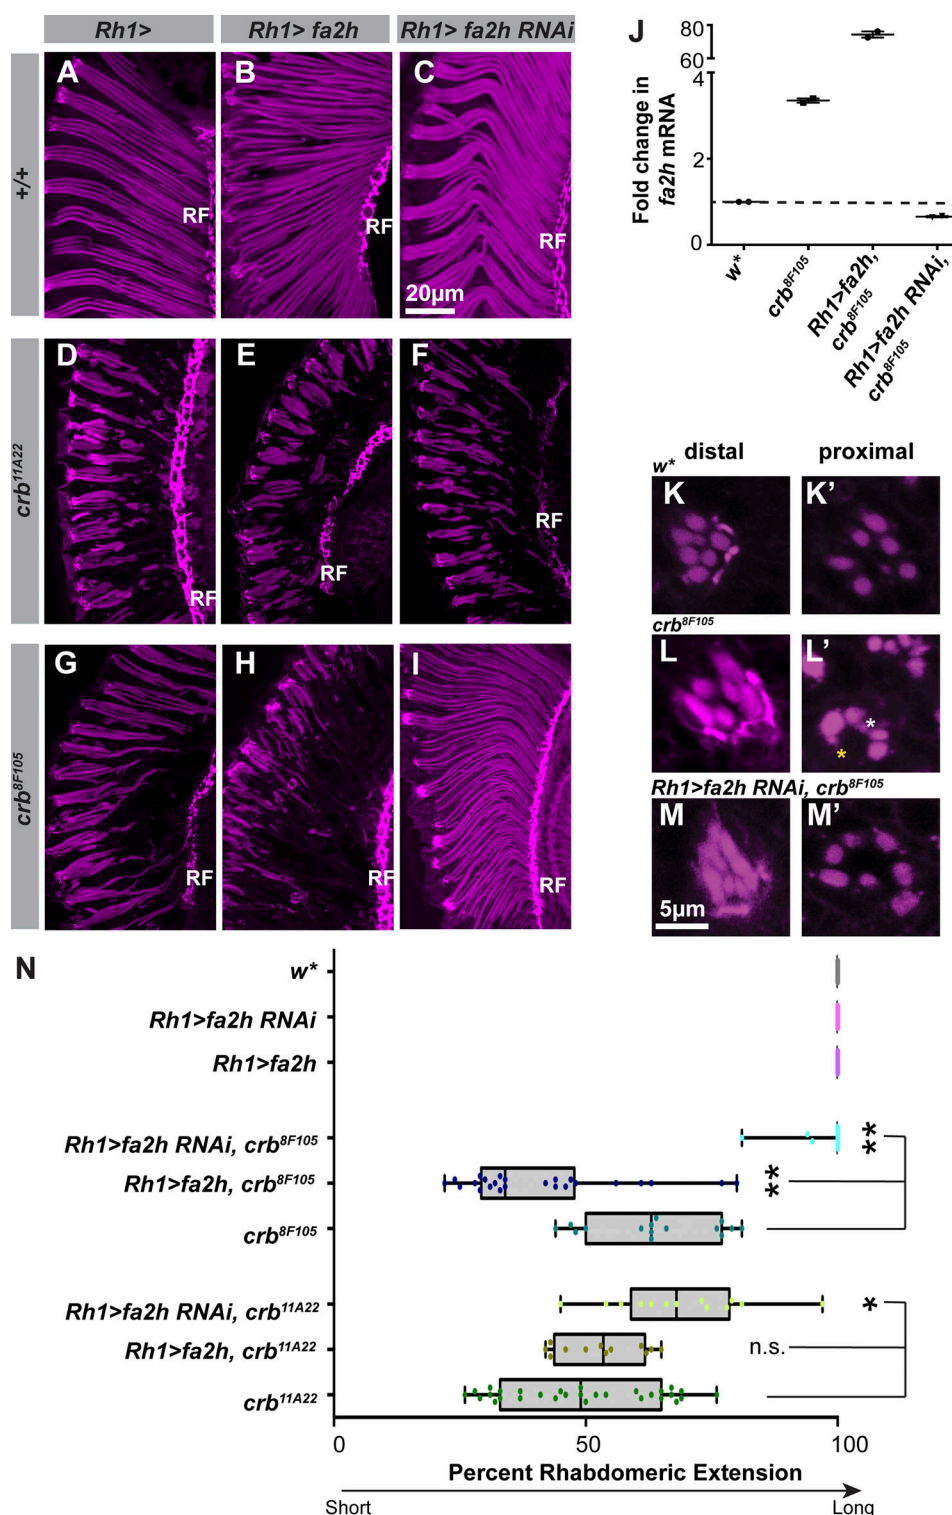 Rh1> Rh1> fa2h Rh1> fa2h RNAi
+/+
A B C
RF RF RF
20µm
crb11A22
D E F
RF RF RF
crb8F105
G H I
RF RF RF
J
Fold change in
fa2h mRNA
80
60
4
2
0
w*
crb8F105
Rh1>fa2h,
crb8F105
Rh1>fa2h RNAi,
crb8F105
distal proximal
w*
K K'
crb8F105
L L'
*
*
Rh1>fa2h RNAi, crb8F105
M M'
5µm
N
w*
Rh1>fa2h RNAi
Rh1>fa2h
Rh1>fa2h RNAi, crb8F105 **
Rh1>fa2h, crb8F105 **
crb8F105
Rh1>fa2h RNAi, crb11A22 *
Rh1>fa2h, crb11A22 n.s.
crb11A22
0 50 100
Percent Rhabdomeric Extension
Short Long